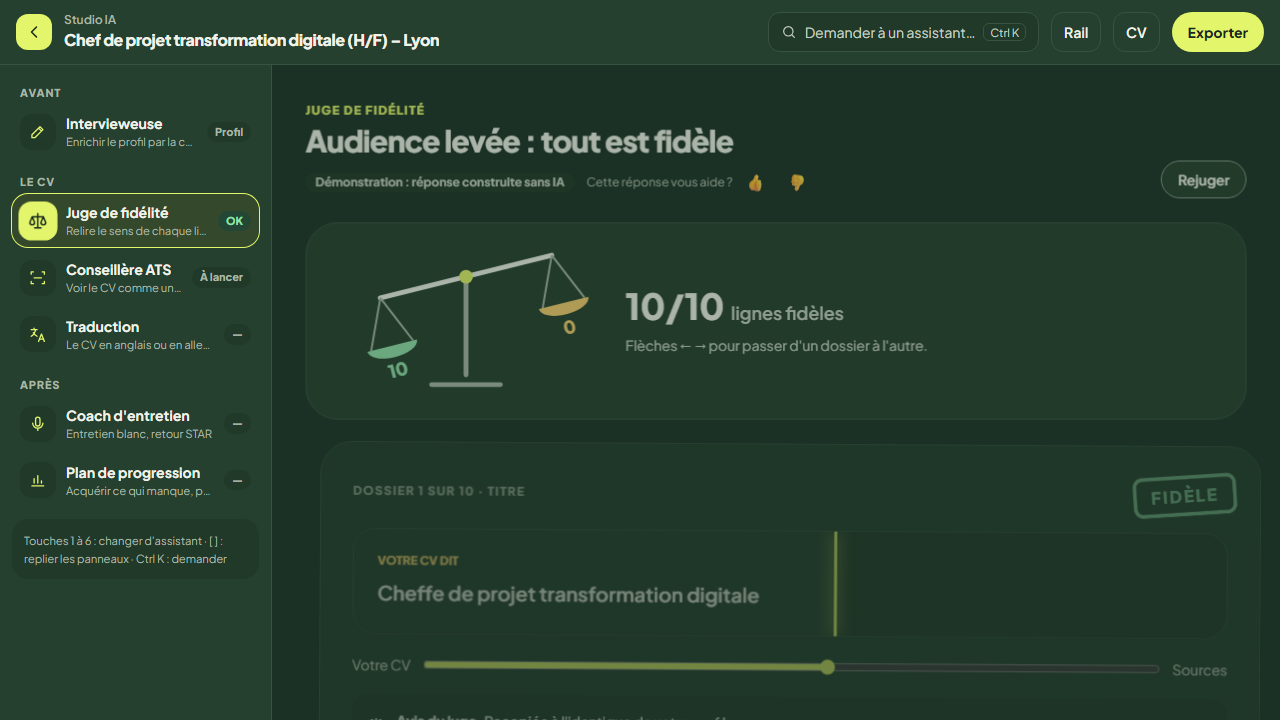 Studio IA
Chef de projet transformation digitale (H/F) – Lyon
Demander à un assistant… Ctrl K
Rail
CV
Exporter
AVANT
Intervieweuse
Enrichir le profil par la c…
Profil
LE CV
Juge de fidélité
Relire le sens de chaque li…
OK
Conseillère ATS
Voir le CV comme un…
À lancer
Traduction
Le CV en anglais ou en alle…
—
APRÈS
Coach d'entretien
Entretien blanc, retour STAR
—
Plan de progression
Acquérir ce qui manque, p…
—
Touches 1 à 6 : changer d'assistant · [ ] :
replier les panneaux · Ctrl K : demander
JUGE DE FIDÉLITÉ
Audience levée : tout est fidèle
Démonstration : réponse construite sans IA
Cette réponse vous aide ? 👍 👎
Rejuger
10
0
10/10 lignes fidèles
Flèches ← → pour passer d'un dossier à l'autre.
DOSSIER 1 SUR 10 · TITRE
FIDÈLE
VOTRE CV DIT
Cheffe de projet transformation digitale
Votre CV
Sources